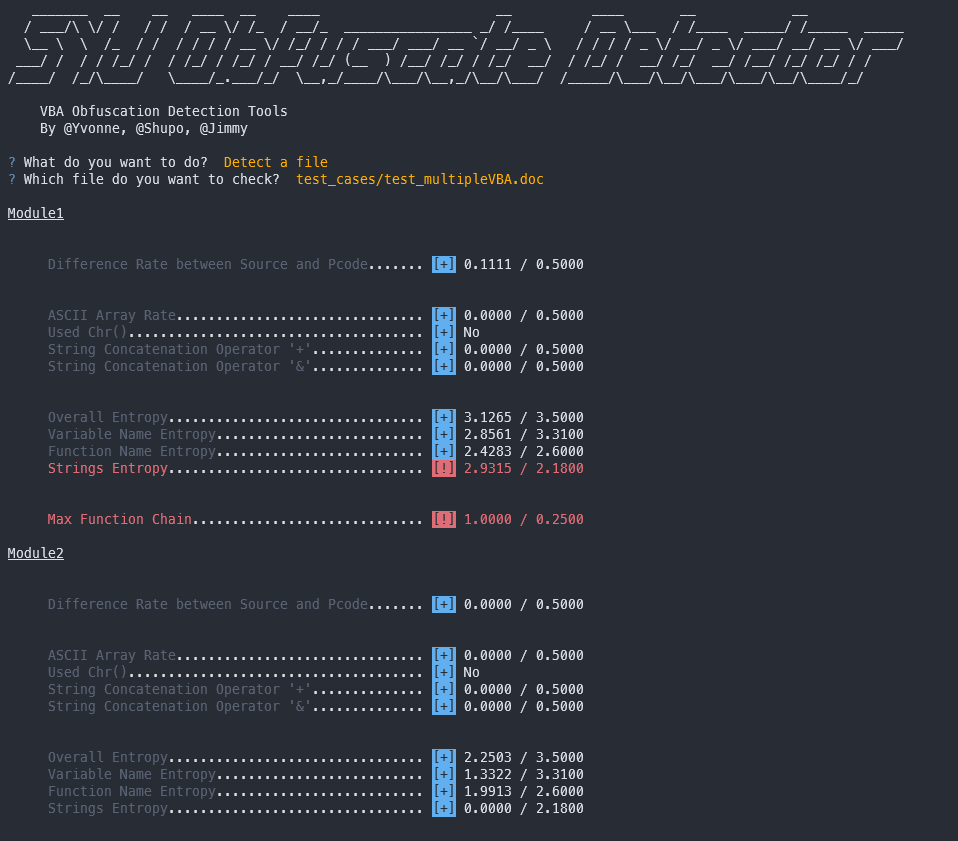 VBA Obfuscation Detection Tools
By @Yvonne, @Shupo, @Jimmy
? What do you want to do?  Detect a file
? Which file do you want to check?  test_cases/test_multipleVBA.doc
Module1
Difference Rate between Source and Pcode....... [+] 0.1111 / 0.5000
ASCII Array Rate............................... [+] 0.0000 / 0.5000
Used Chr()..................................... [+] No
String Concatenation Operator '+'.............. [+] 0.0000 / 0.5000
String Concatenation Operator '&'.............. [+] 0.0000 / 0.5000
Overall Entropy................................ [+] 3.1265 / 3.5000
Variable Name Entropy.......................... [+] 2.8561 / 3.3100
Function Name Entropy.......................... [+] 2.4283 / 2.6000
Strings Entropy................................ [!] 2.9315 / 2.1800
Max Function Chain............................. [!] 1.0000 / 0.2500
Module2
Difference Rate between Source and Pcode....... [+] 0.0000 / 0.5000
ASCII Array Rate............................... [+] 0.0000 / 0.5000
Used Chr()..................................... [+] No
String Concatenation Operator '+'.............. [+] 0.0000 / 0.5000
String Concatenation Operator '&'.............. [+] 0.0000 / 0.5000
Overall Entropy................................ [+] 2.2503 / 3.5000
Variable Name Entropy.......................... [+] 1.3322 / 3.3100
Function Name Entropy.......................... [+] 1.9913 / 2.6000
Strings Entropy................................ [+] 0.0000 / 2.1800